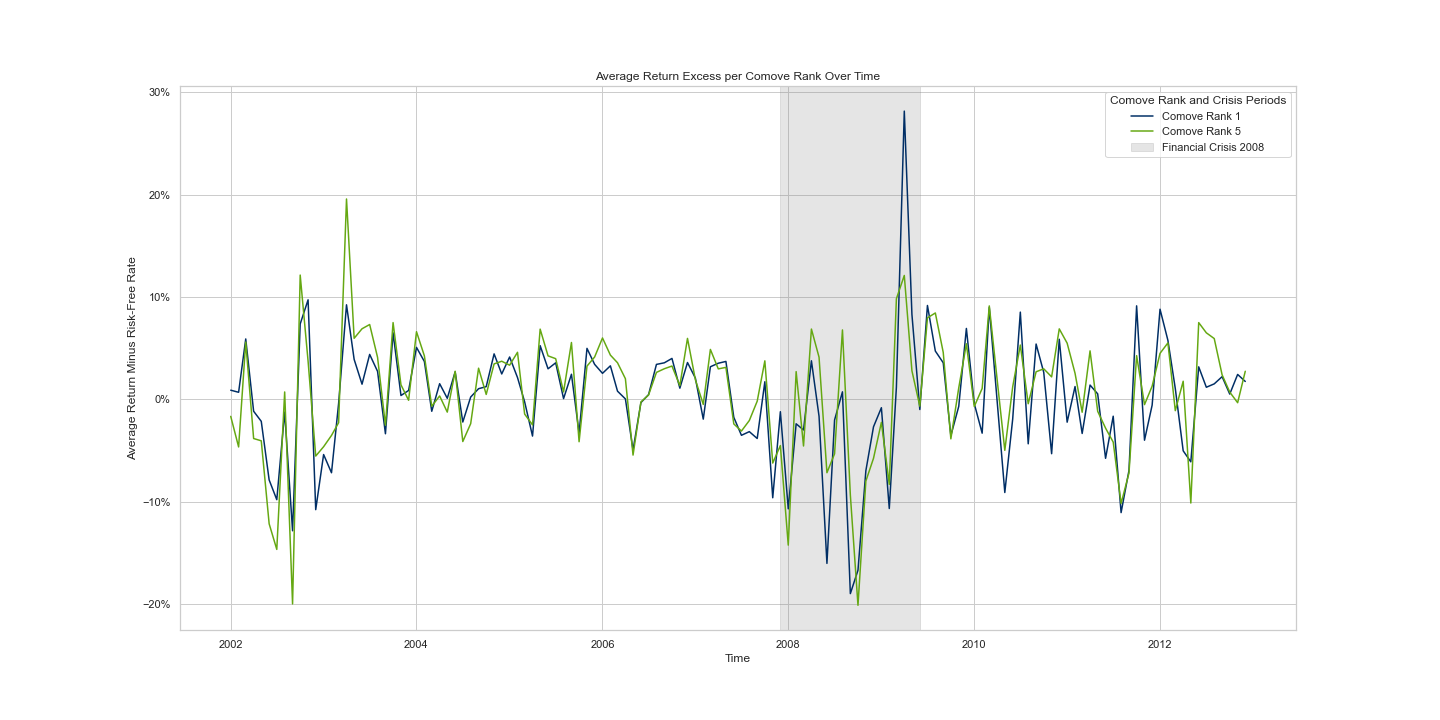 Average Return Excess per Comove Rank Over Time
Average Return Minus Risk-Free Rate
30%
20%
10%
0%
−10%
−20%
Comove Rank and Crisis Periods
Comove Rank 1
Comove Rank 5
Financial Crisis 2008
2002
2004
2006
2008
2010
2012
Time